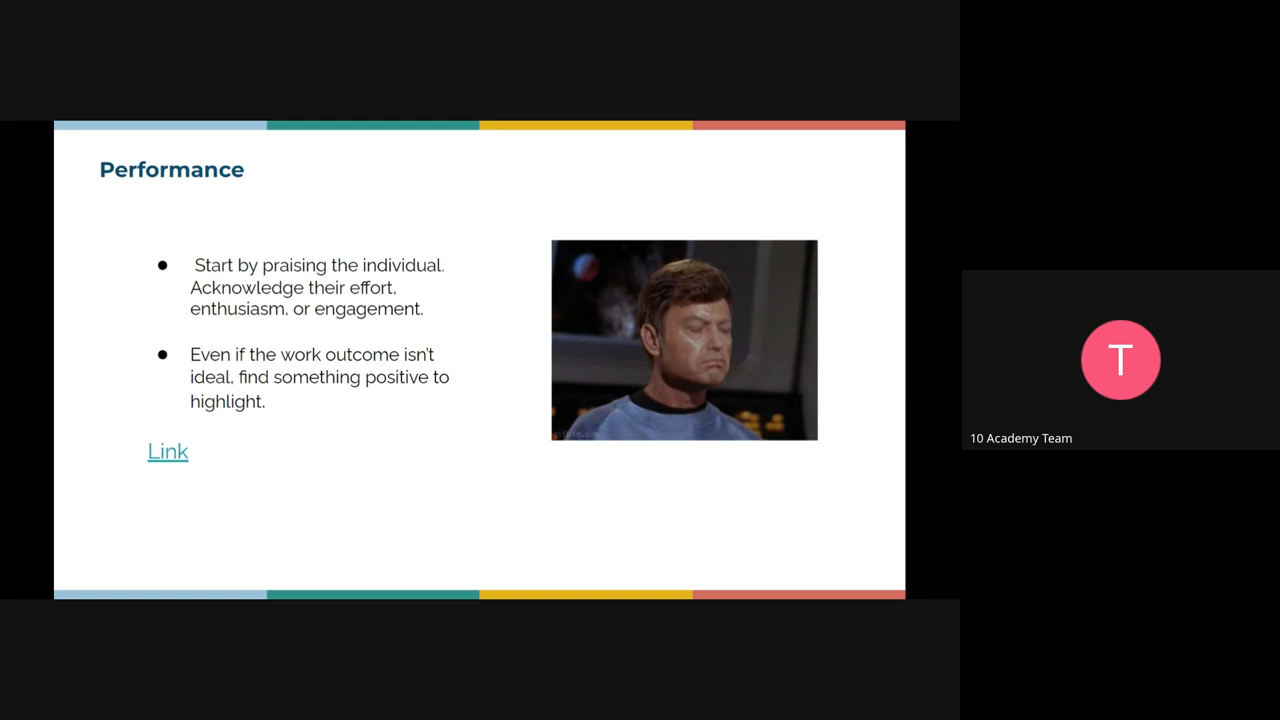 Performance
● Start by praising the individual.
Acknowledge their effort,
enthusiasm, or engagement.
● Even if the work outcome isn't
ideal, find something positive to
highlight.
Link
T
10 Academy Team